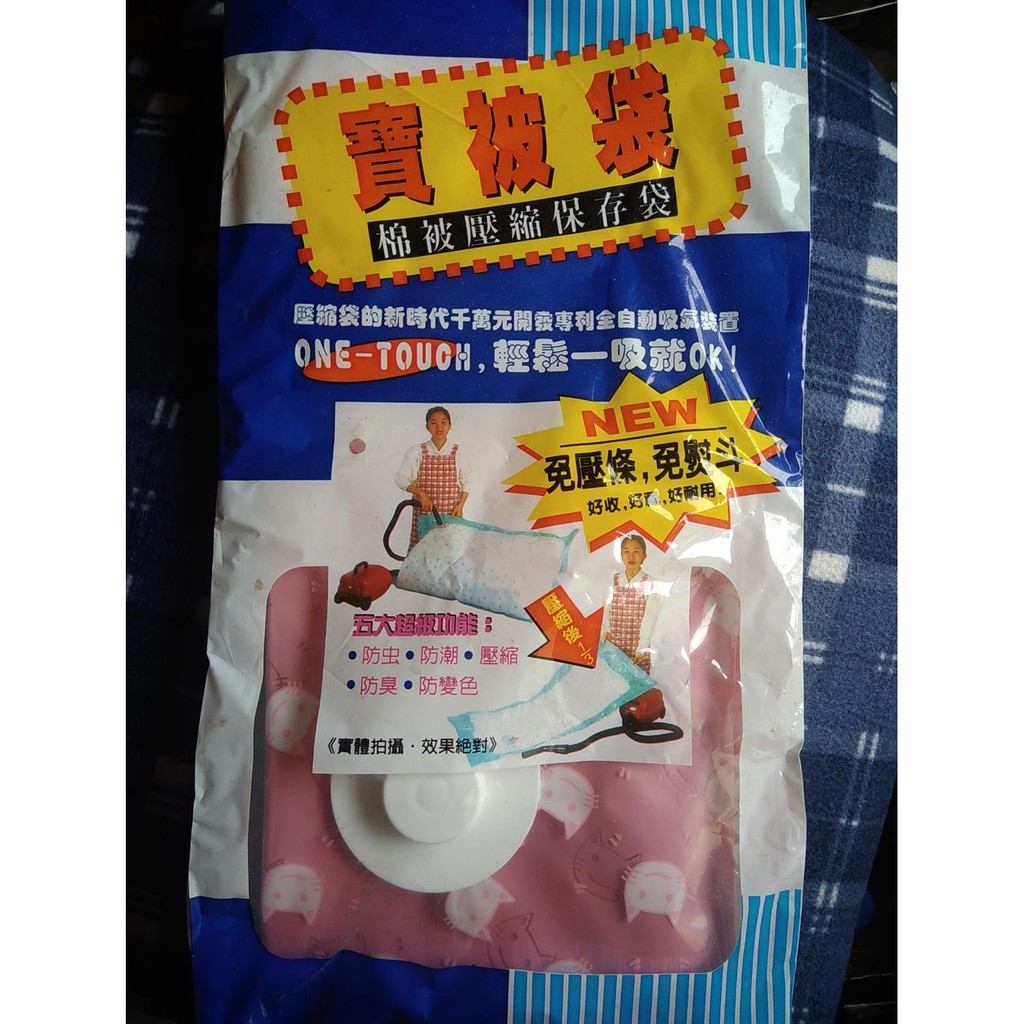 寶被袋
棉被壓縮保存袋
壓縮袋的新時代千萬元開發專利全自動吸氣裝置
ONE-TOUCH,輕鬆一吸就OK!
NEW
免壓條,免熨斗
好收,好,好耐用
壓縮後1/3
五大超級功能:
•防虫•防潮•壓縮
•防臭•防變色
《實體拍攝·效果絕對》